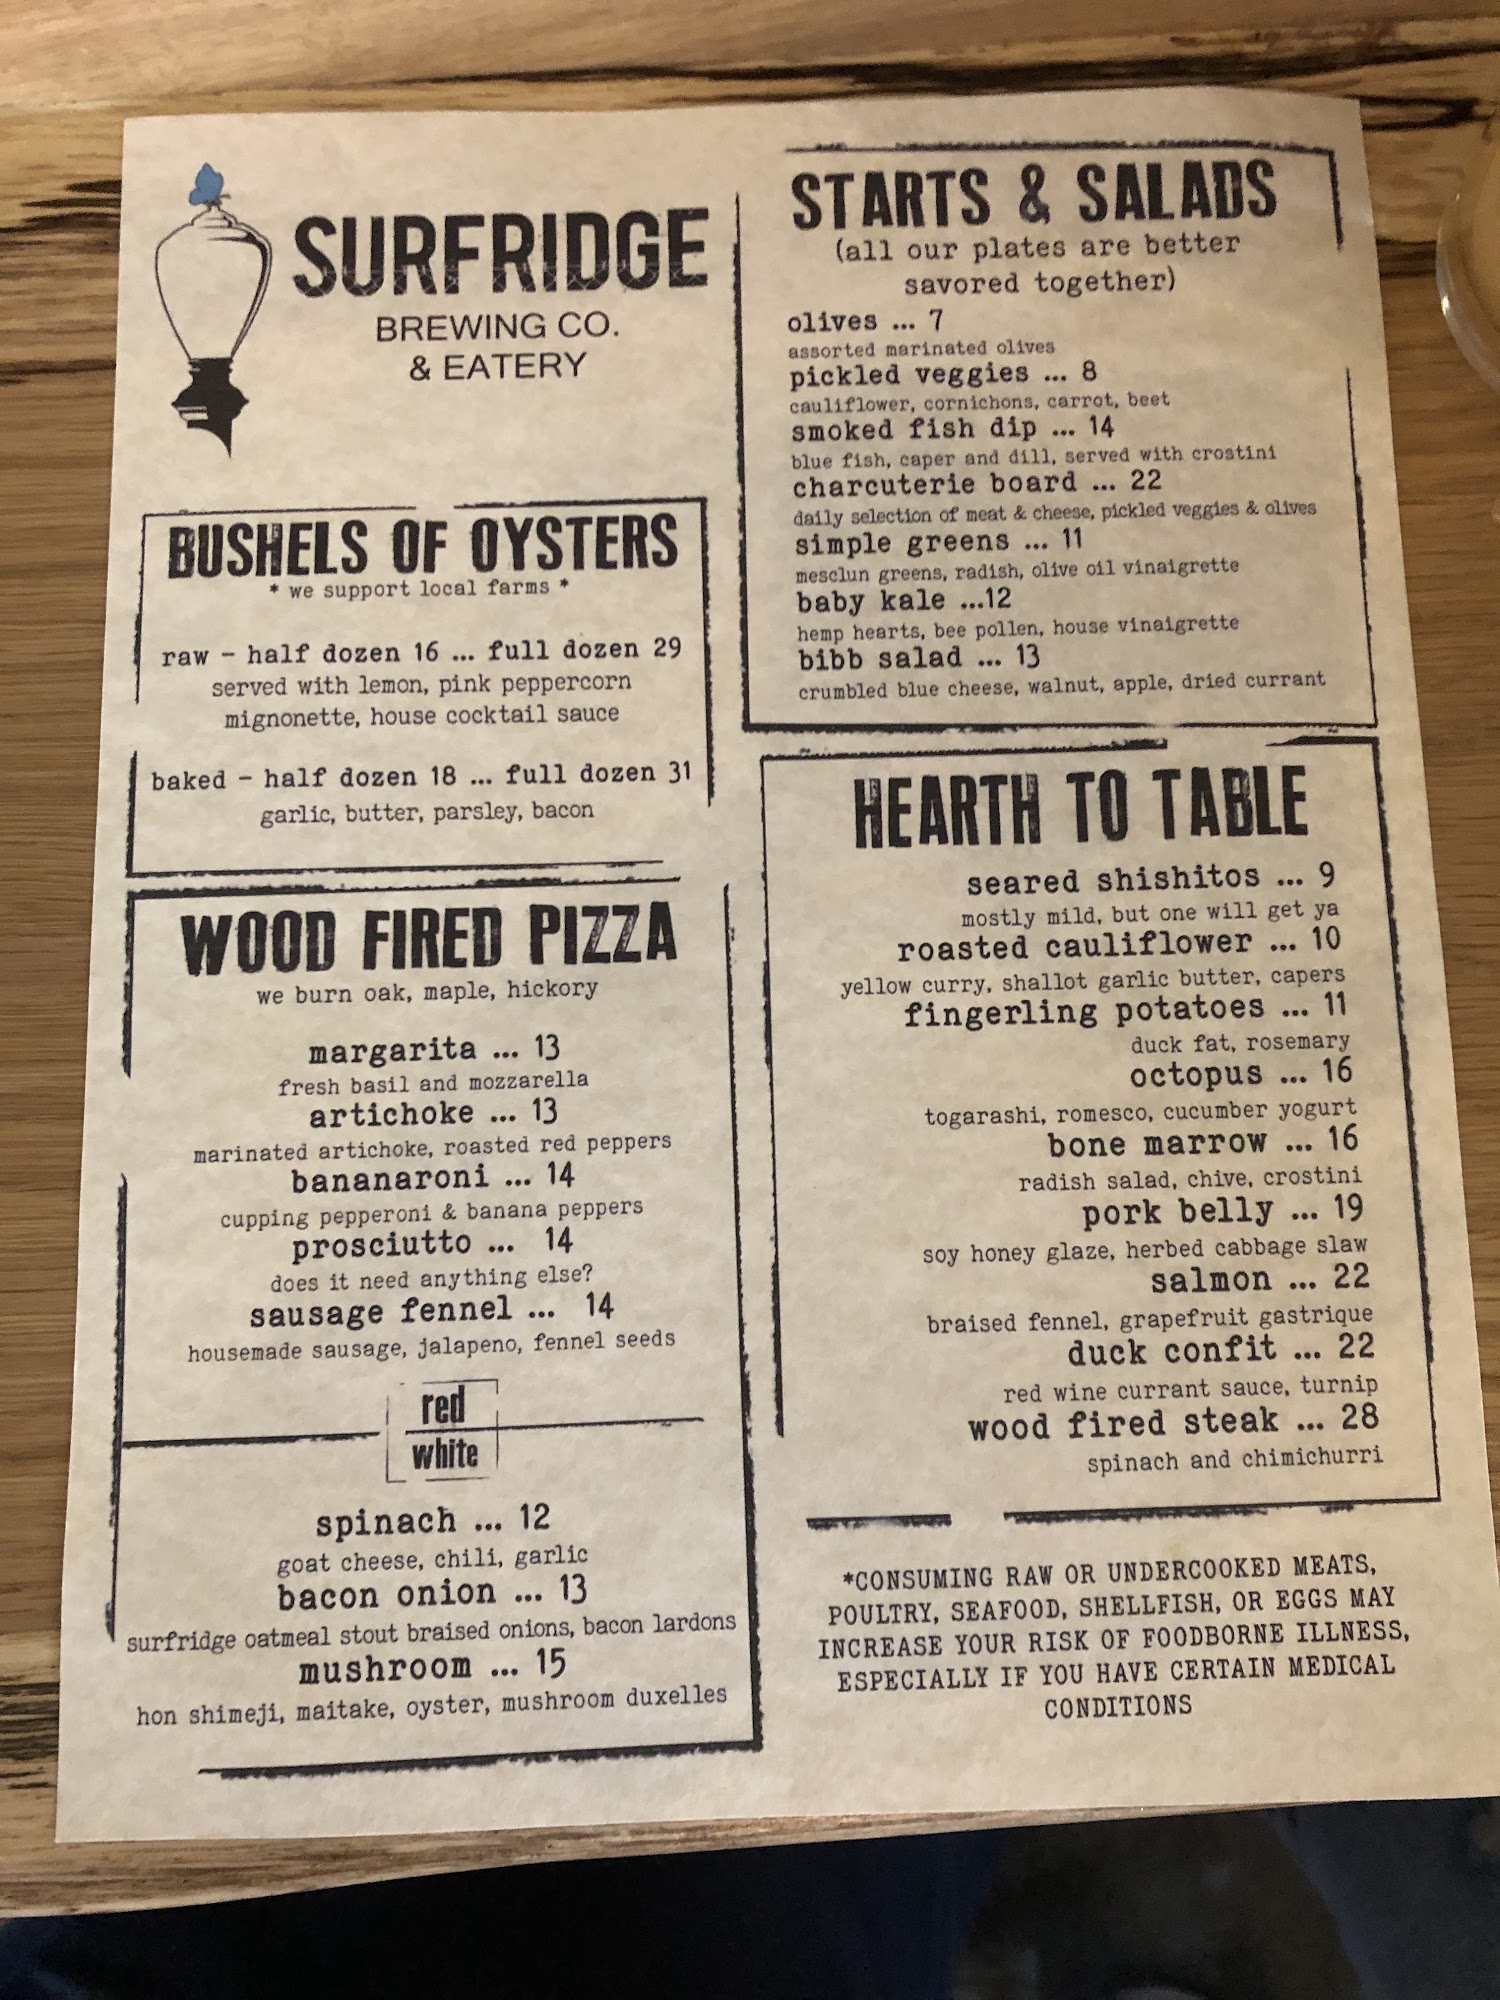 SURFRIDGE
BREWING CO.
& EATERY
BUSHELS OF OYSTERS
* we support local farms *
raw - half dozen 16 ... full dozen 29
served with lemon, pink peppercorn
mignonette, house cocktail sauce
baked - half dozen 18 ... full dozen 31
garlic, butter, parsley, bacon
WOOD FIRED PIZZA
we burn oak, maple, hickory
margarita ... 13
fresh basil and mozzarella
artichoke ... 13
marinated artichoke, roasted red peppers
bananaroni ... 14
cupping pepperoni & banana peppers
prosciutto ... 14
does it need anything else?
sausage fennel ... 14
housemade sausage, jalapeno, fennel seeds
red
white
spinach ... 12
goat cheese, chili, garlic
bacon onion ... 13
surfridge oatmeal stout braised onions, bacon lardons
mushroom ... 15
hon shimeji, maitake, oyster, mushroom duxelles
STARTS & SALADS
(all our plates are better
savored together)
olives ... 7
assorted marinated olives
pickled veggies ... 8
cauliflower, cornichons, carrot, beet
smoked fish dip ... 14
blue fish, caper and dill, served with crostini
charcuterie board ... 22
daily selection of meat & cheese, pickled veggies & olives
simple greens ... 11
mesclun greens, radish, olive oil vinaigrette
baby kale ...12
hemp hearts, bee pollen, house vinaigrette
bibb salad ... 13
crumbled blue cheese, walnut, apple, dried currant
HEARTH TO TABLE
seared shishitos ... 9
mostly mild, but one will get ya
roasted cauliflower ... 10
yellow curry, shallot garlic butter, capers
fingerling potatoes ... 11
duck fat, rosemary
octopus ... 16
togarashi, romesco, cucumber yogurt
bone marrow ... 16
radish salad, chive, crostini
pork belly ... 19
soy honey glaze, herbed cabbage slaw
salmon ... 22
braised fennel, grapefruit gastrique
duck confit ... 22
red wine currant sauce, turnip
wood fired steak ... 28
spinach and chimichurri
*CONSUMING RAW OR UNDERCOOKED MEATS,
POULTRY, SEAFOOD, SHELLFISH, OR EGGS MAY
INCREASE YOUR RISK OF FOODBORNE ILLNESS,
ESPECIALLY IF YOU HAVE CERTAIN MEDICAL
CONDITIONS